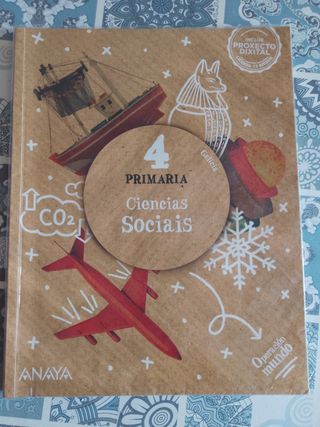 INCLÚE
PROXECTO
DIXITAL
4
PRIMARIA
Galicia
Ciencias
Sociais
CO2
Operación
mundo
ANAYA